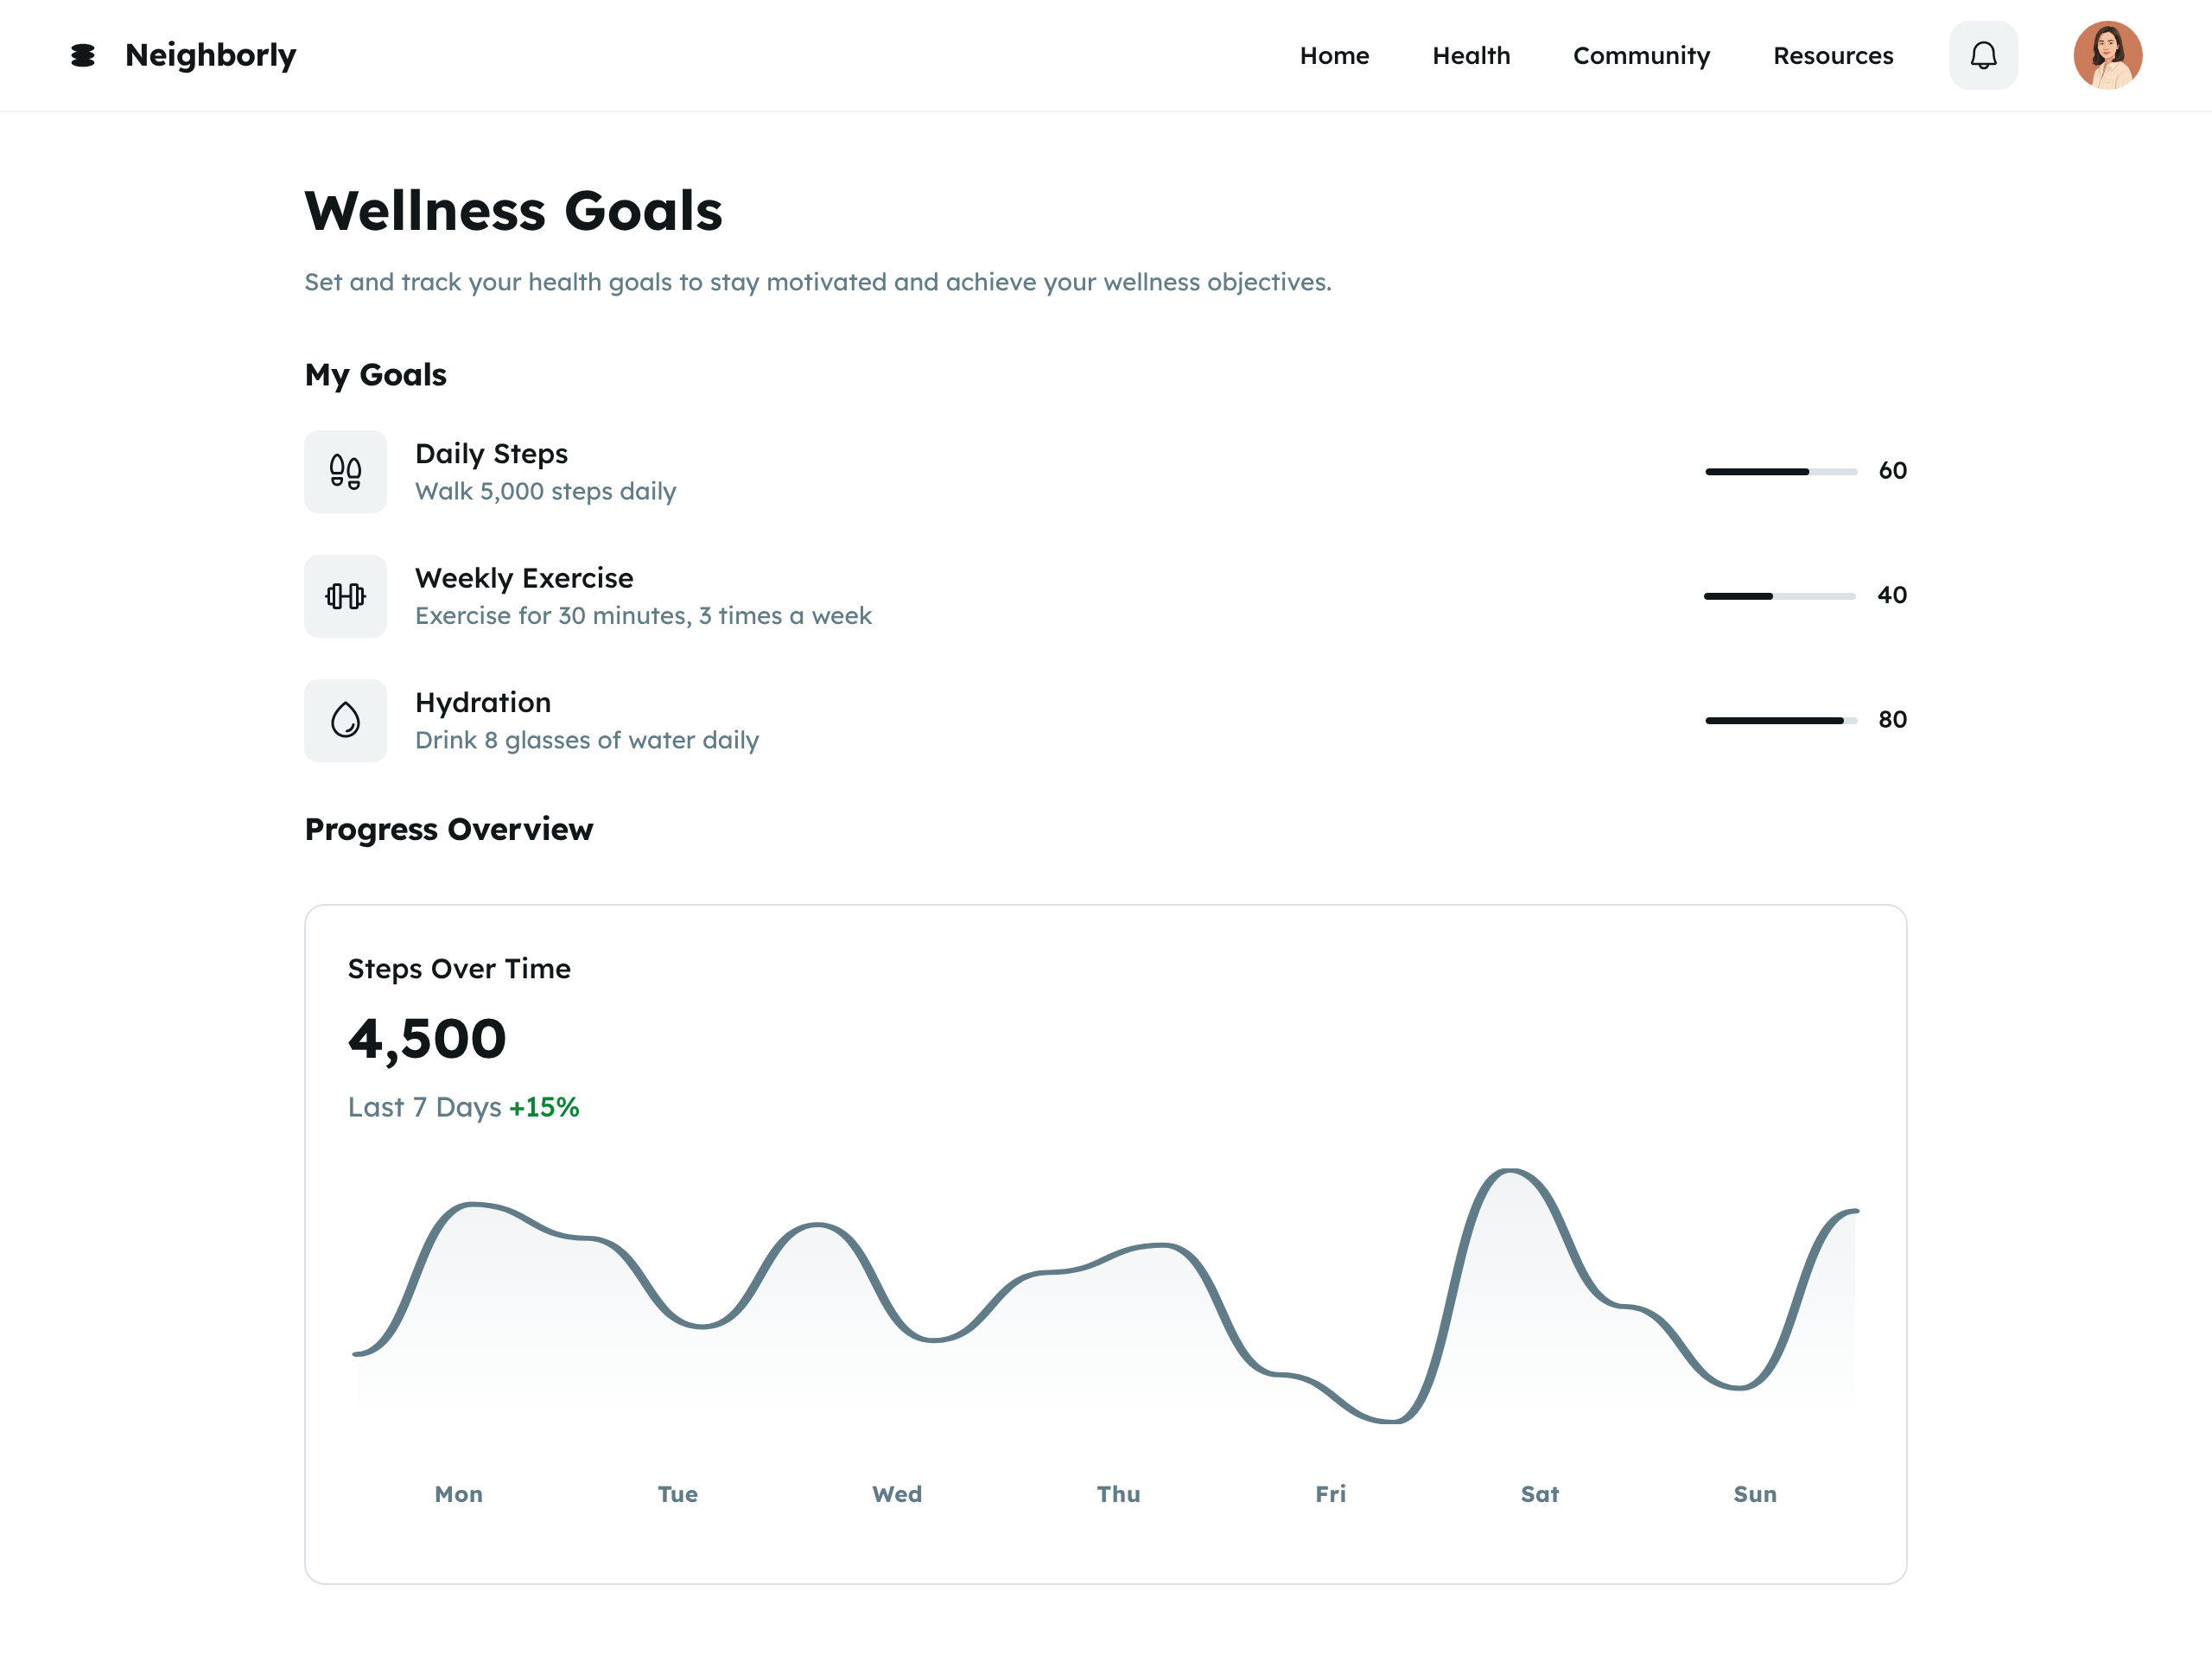 Neighborly
Home
Health
Community
Resources
Wellness Goals
Set and track your health goals to stay motivated and achieve your wellness objectives.
My Goals
Daily Steps
Walk 5,000 steps daily
60
Weekly Exercise
Exercise for 30 minutes, 3 times a week
40
Hydration
Drink 8 glasses of water daily
80
Progress Overview
Steps Over Time
4,500
Last 7 Days +15%
Mon Tue Wed Thu Fri Sat Sun